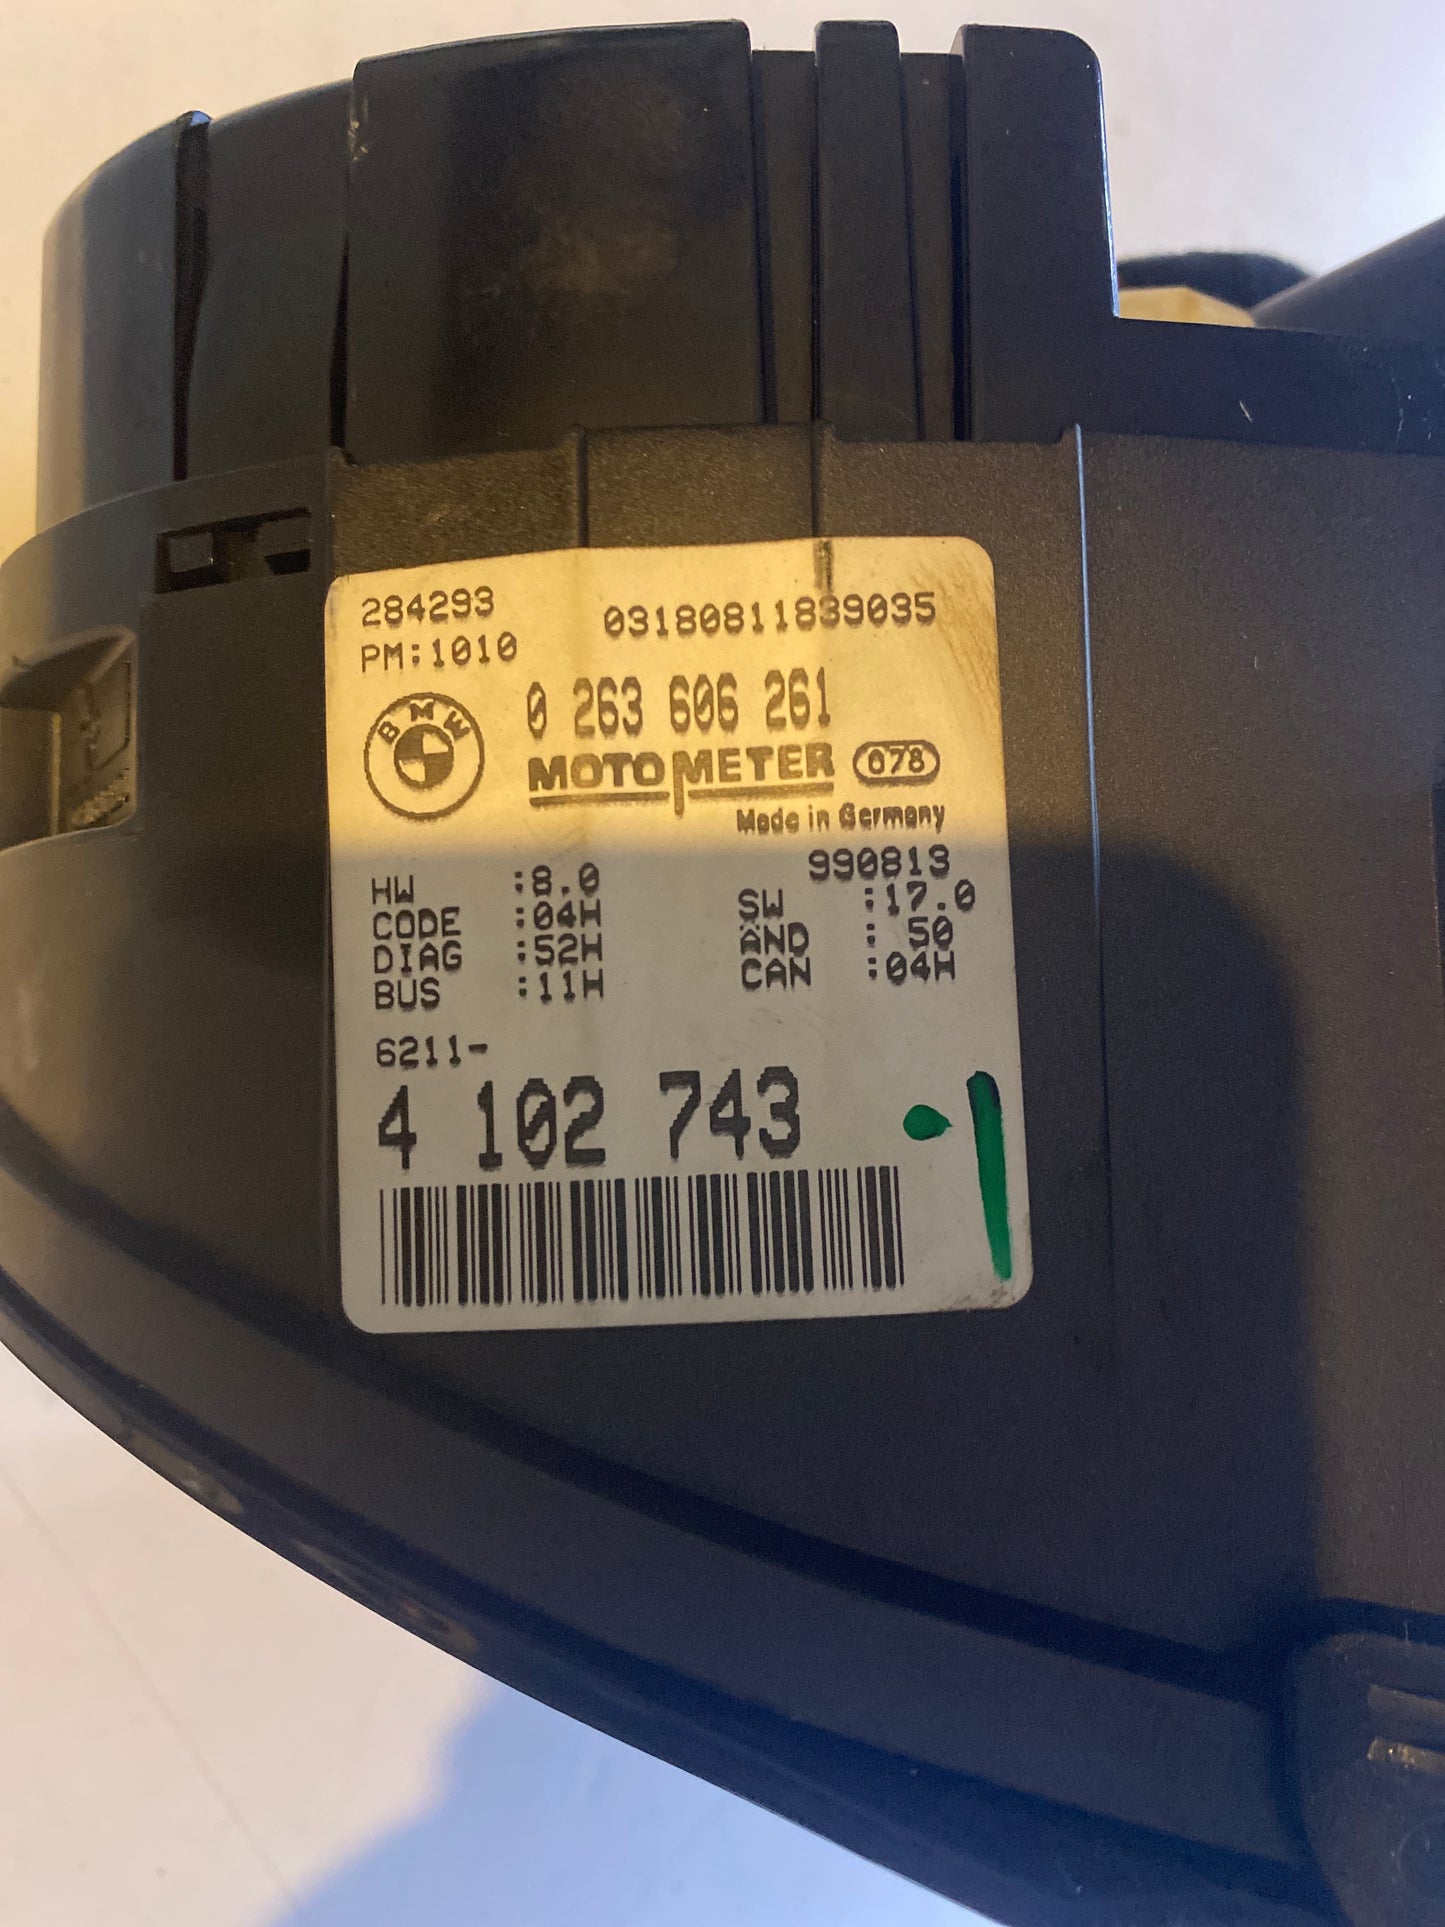 284293
03180811839035
PM:1010
BMW
0 263 606 261
MOTOMETER 078
Made in Germany
990813
HW :8.0
SW :17.0
CODE :04H
AND : 50
DIAG :52H
CAN :04H
BUS :11H
6211-
4 102 743